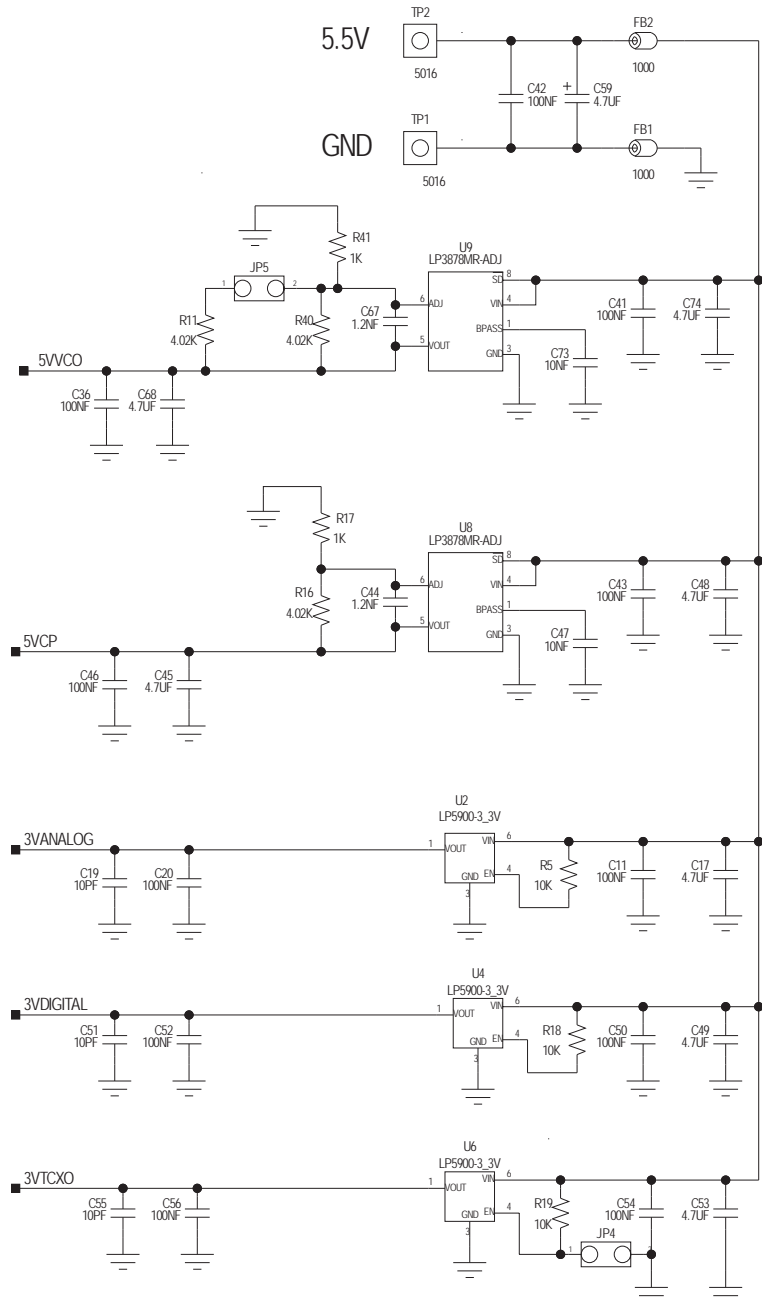 TP2
5.5V
5016
FB2
1000
C42
100NF
+
C59
4.7UF
TP1
GND
5016
FB1
1000
R41
1K
JP5
1
2
R11
4.02K
R40
4.02K
C67
1.2NF
U9
LP3878MR-ADJ
6
ADJ
5
VOUT
SD
8
VIN
4
BPASS
1
GND
3
C73
10NF
C41
100NF
C74
4.7UF
5VVCO
C36
100NF
C68
4.7UF
R17
1K
R16
4.02K
C44
1.2NF
U8
LP3878MR-ADJ
6
ADJ
5
VOUT
SD
8
VIN
4
BPASS
1
GND
3
C47
10NF
C43
100NF
C48
4.7UF
5VCP
C46
100NF
C45
4.7UF
U2
LP5900-3_3V
3VANALOG
1
VOUT
VIN
6
GND
EN
4
3
R5
10K
C11
100NF
C17
4.7UF
C19
10PF
C20
100NF
U4
LP5900-3_3V
3VDIGITAL
1
VOUT
VIN
6
GND
EN
4
3
R18
10K
C50
100NF
C49
4.7UF
C51
10PF
C52
100NF
U6
LP5900-3_3V
3VTCXO
1
VOUT
VIN
6
GND
EN
4
3
R19
10K
C54
100NF
C53
4.7UF
JP4
1
C55
10PF
C56
100NF